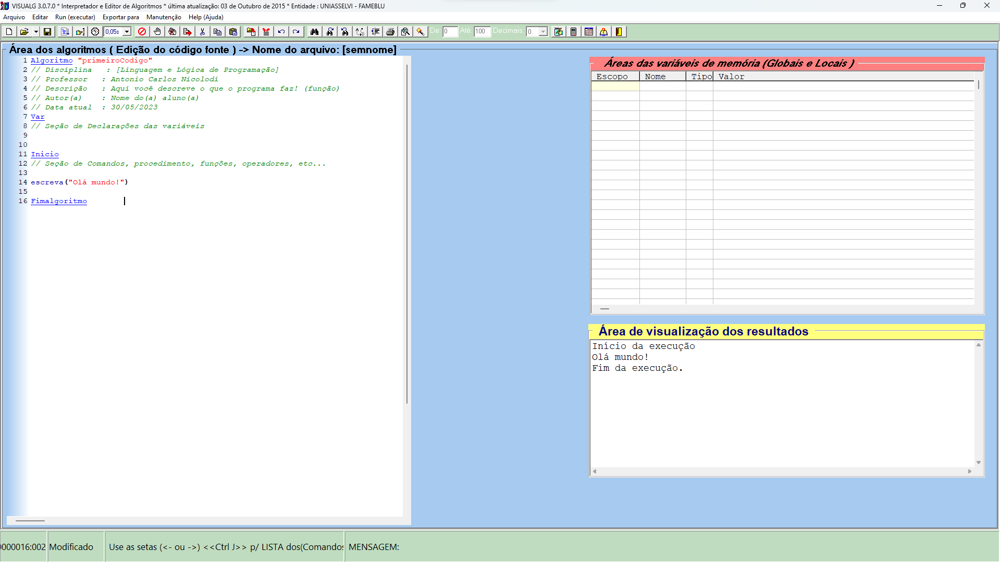 VISUALG 3.0.7.0 * Interpretador e Editor de Algoritmos * última atualização: 03 de Outubro de 2015 * Entidade : UNIASSELVI - FAMEBLU
Arquivo Editar Run (executar) Exportar para Manutenção Help (Ajuda)
0,05s De: 0 Até: 100 Decimais: 0
Área dos algoritmos ( Edição do código fonte ) -> Nome do arquivo: [semnome]
1 Algoritmo "primeiroCodigo"
2 // Disciplina : [Linguagem e Lógica de Programação]
3 // Professor : Antonio Carlos Nicolodi
4 // Descrição : Aqui você descreve o que o programa faz! (função)
5 // Autor(a) : Nome do(a) aluno(a)
6 // Data atual : 30/05/2023
7 Var
8 // Seção de Declarações das variáveis
9
10
11 Inicio
12 // Seção de Comandos, procedimento, funções, operadores, etc...
13
14 escreva("Olá mundo!")
15
16 Fimalgoritmo
Áreas das variáveis de memória (Globais e Locais )
Escopo Nome Tipo Valor
Área de visualização dos resultados
Início da execução
Olá mundo!
Fim da execução.
000016:002 Modificado Use as setas (<- ou ->) <<Ctrl J>> p/ LISTA dos(Comandos MENSAGEM: